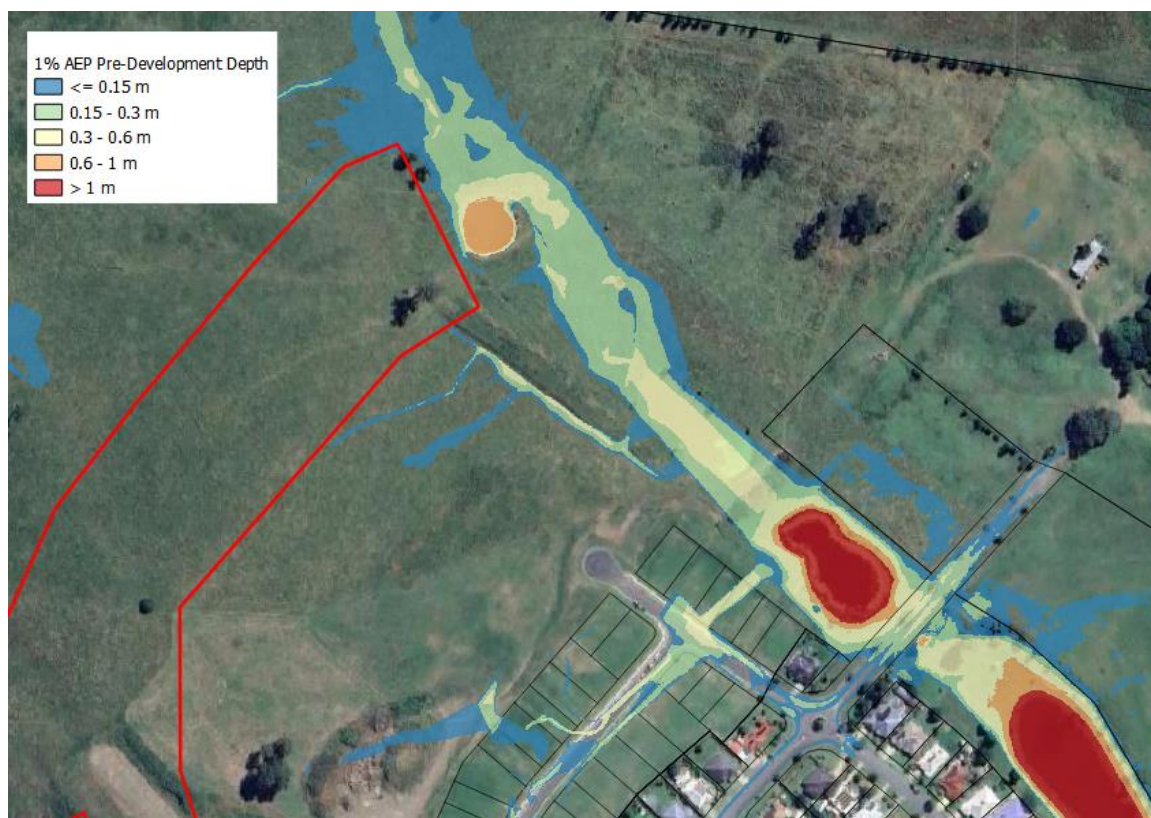 1% AEP Pre-Development Depth
<= 0.15 m
0.15 - 0.3 m
0.3 - 0.6 m
0.6 - 1 m
> 1 m